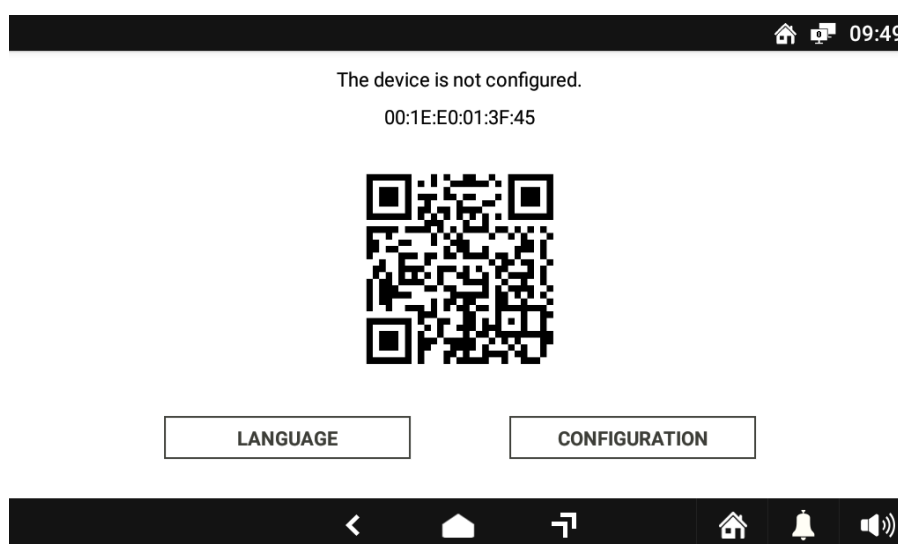 09:49
The device is not configured.
00:1E:E0:01:3F:45
LANGUAGE
CONFIGURATION